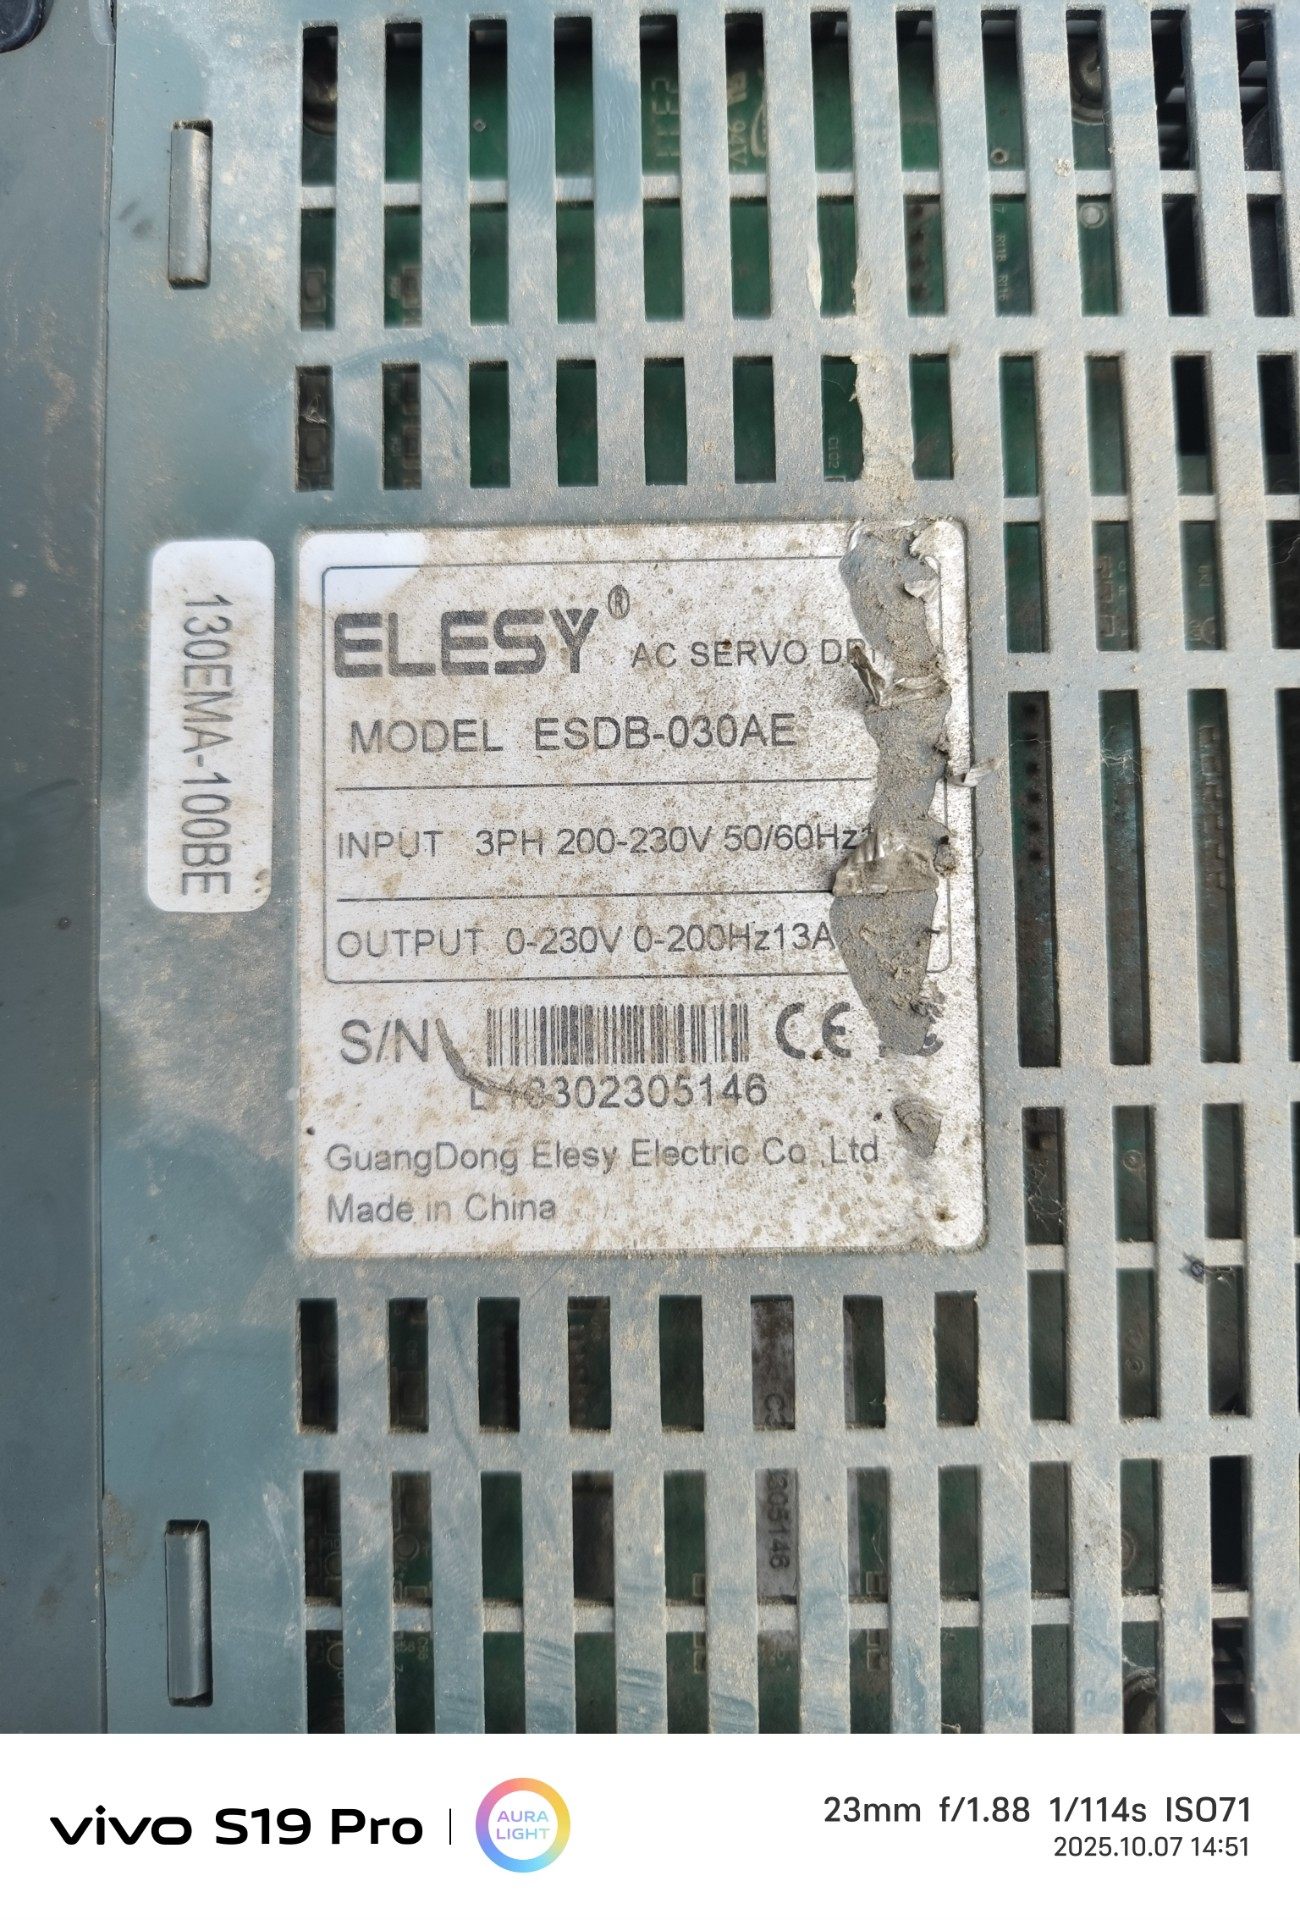 130EMA-100BE
ELESY® AC SERVO
MODEL ESDB-030AE
INPUT 3PH 200-230V 50/60Hz
OUTPUT 0-230V 0-200Hz13A
S/N
CE
302305146
GuangDong Elesy Electric Co.,Ltd
Made in China
305146
vivo S19 Pro
AURA LIGHT
23mm f/1.88 1/114s ISO71
2025.10.07 14:51